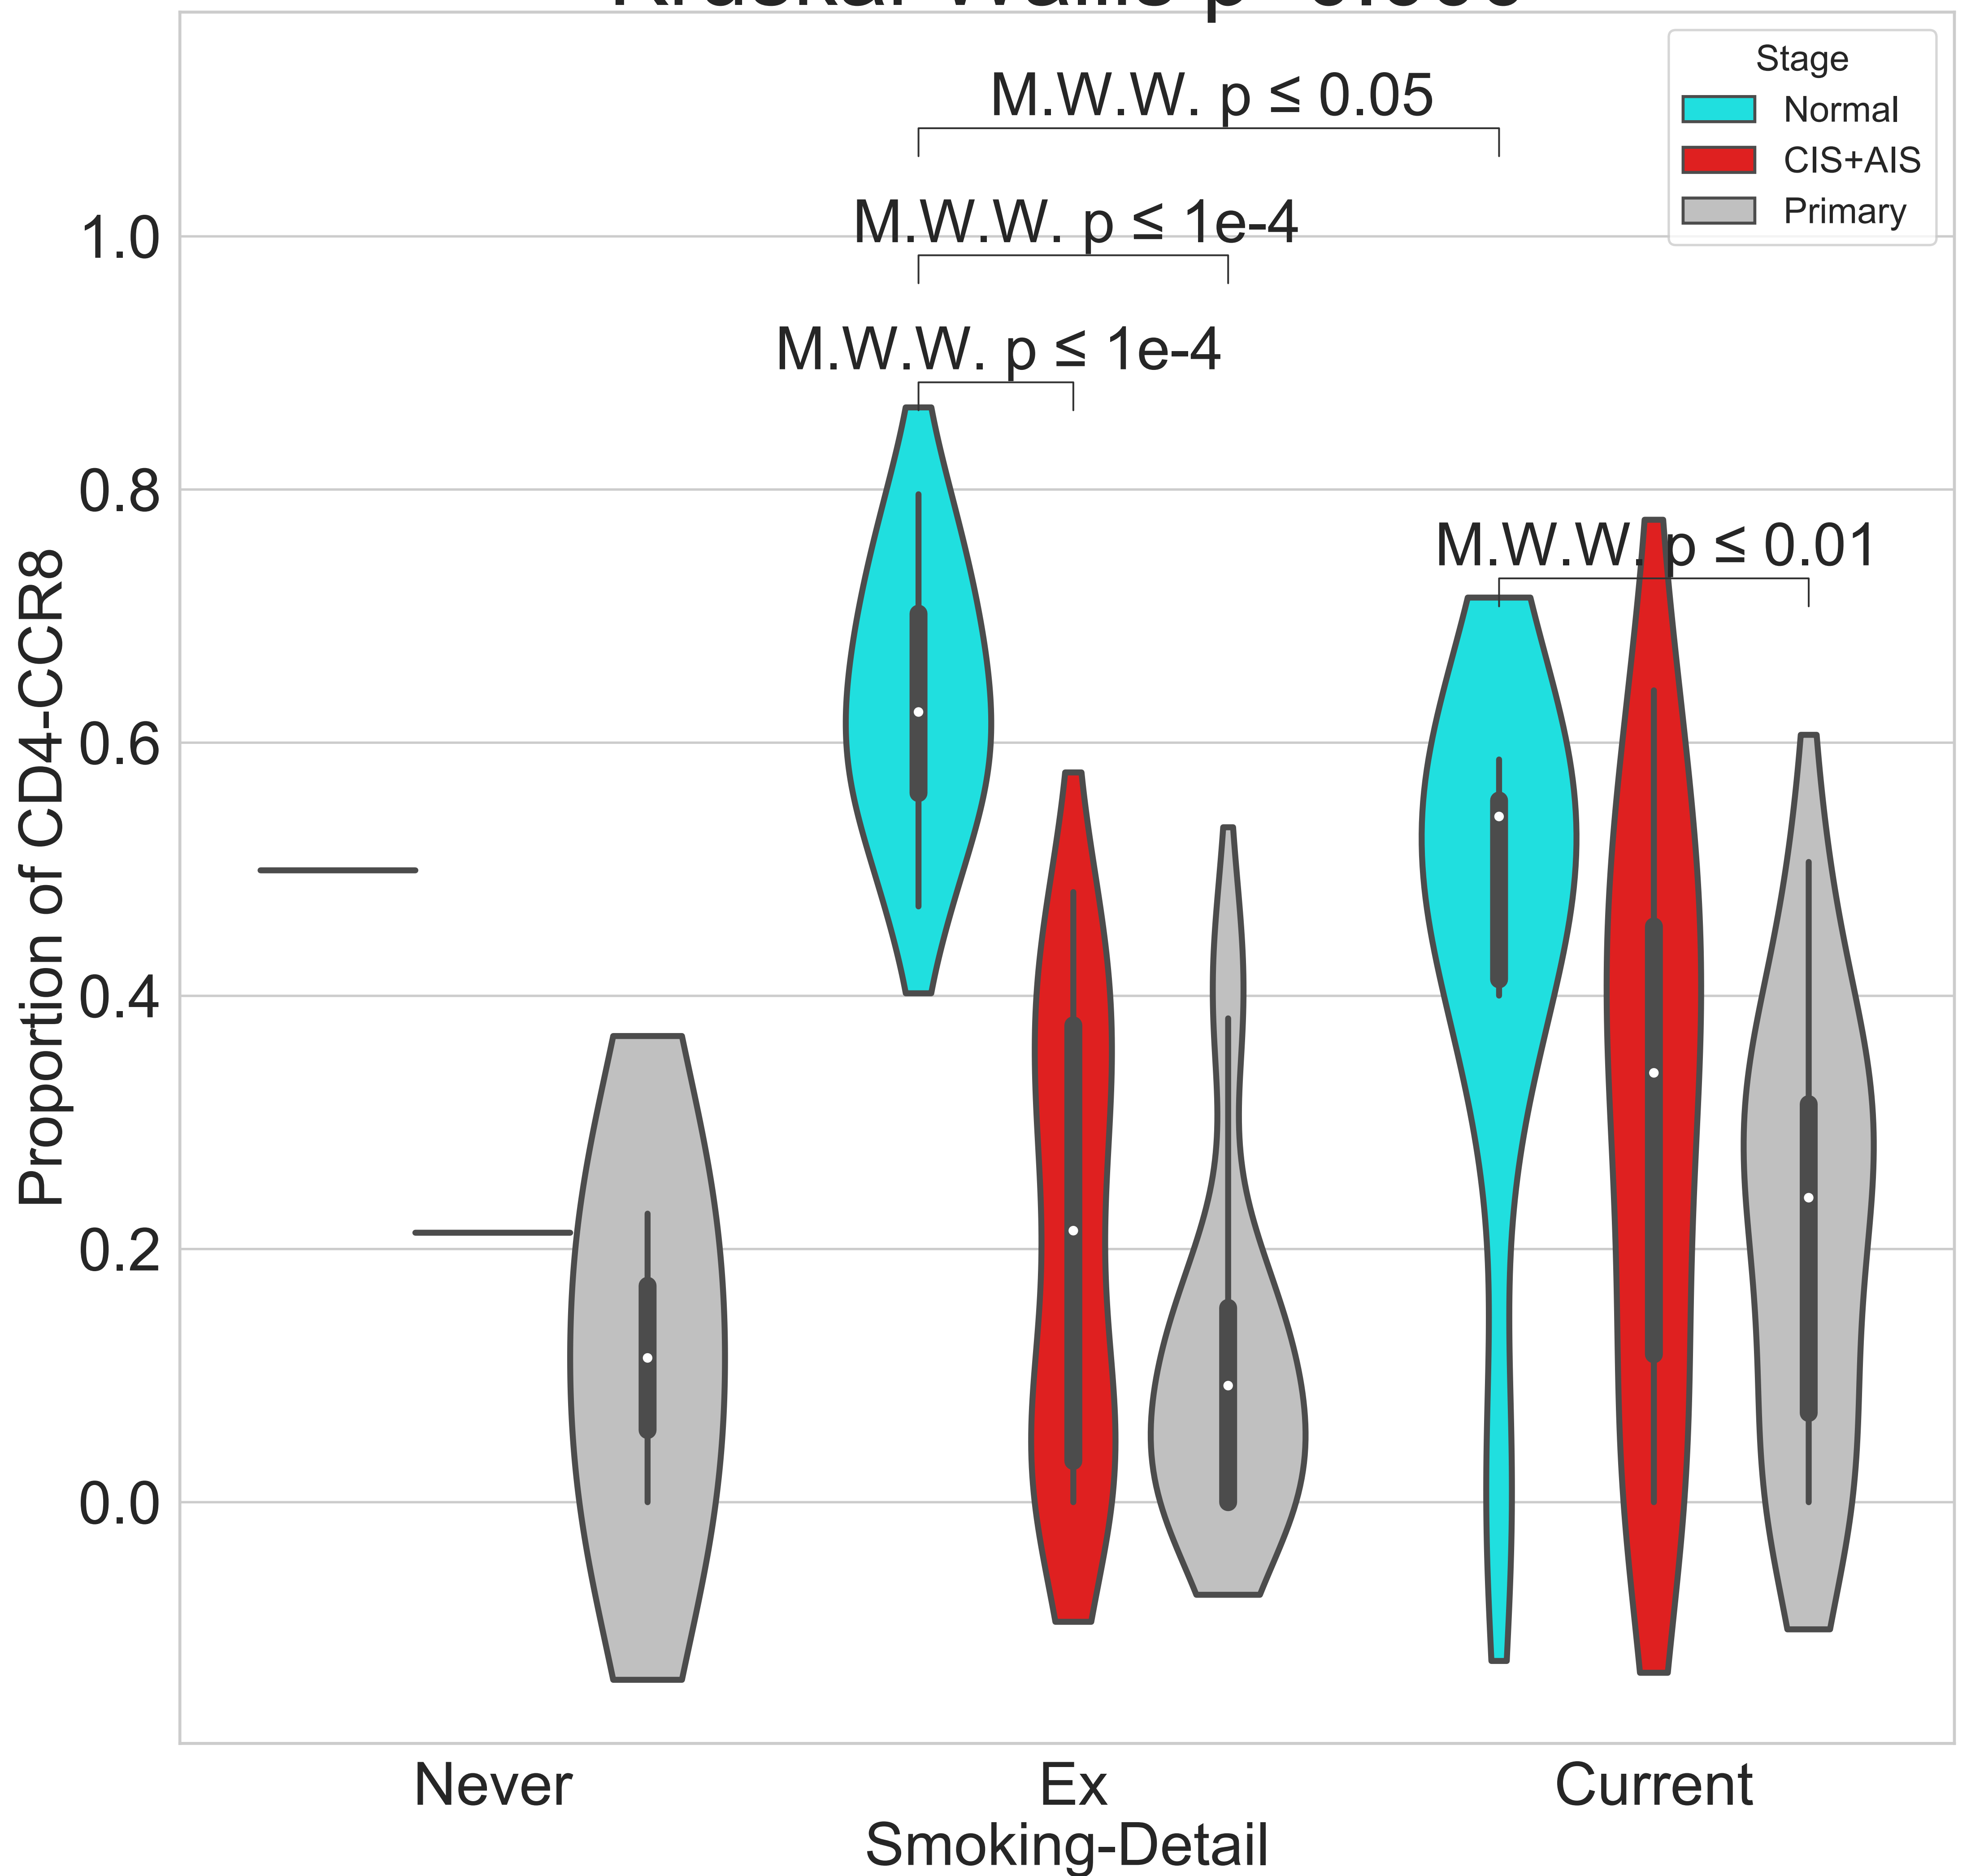 M.W.W. p ≤ 0.05
Stage
Normal
CIS+AIS
Primary
M.W.W. p ≤ 1e-4
M.W.W. p ≤ 1e-4
M.W.W. p ≤ 0.01
1.0
0.8
0.6
0.4
0.2
0.0
Proportion of CD4-CCR8
Never
Ex
Current
Smoking-Detail